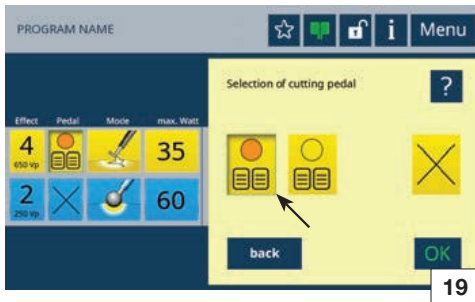 PROGRAM NAME
i
Menu
Selection of cutting pedal
?
Effect Pedal Mode max. Watt
4
650 Vp
35
2
250 Vp
60
back
OK
19